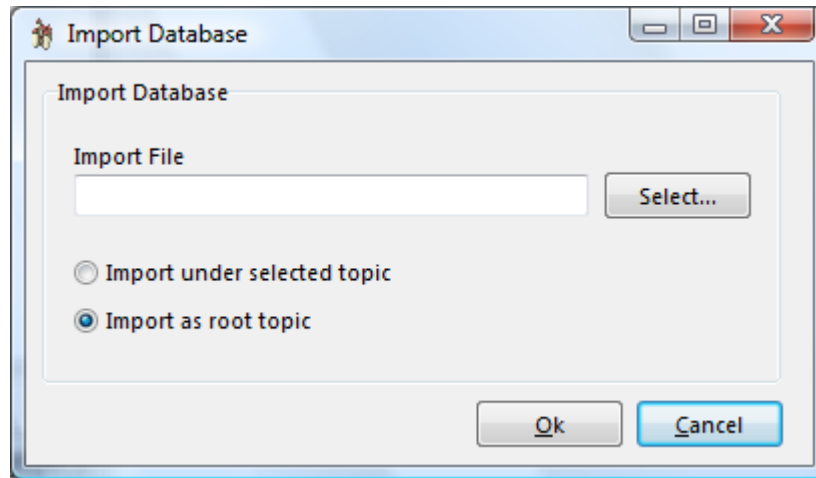 Import Database
Import Database
Import File
Select...
Import under selected topic
Import as root topic
Ok
Cancel